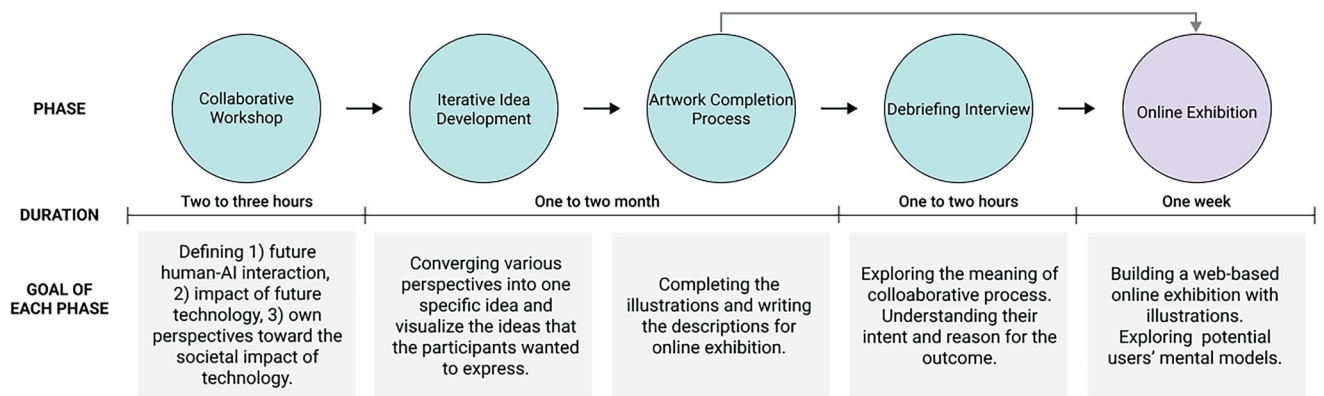 PHASE
Collaborative
Workshop
Iterative Idea
Development
Artwork Completion
Process
Debriefing Interview
Online Exhibition
DURATION
Two to three hours
One to two month
One to two hours
One week
GOAL OF
EACH PHASE
Defining 1) future
human-AI interaction,
2) impact of future
technology, 3) own
perspectives toward the
societal impact of
technology.
Converging various
perspectives into one
specific idea and
visualize the ideas that
the participants wanted
to express.
Completing the
illustrations and writing
the descriptions for
online exhibition.
Exploring the meaning of
colloaborative process.
Understanding their
intent and reason for the
outcome.
Building a web-based
online exhibition with
illustrations.
Exploring potential
users' mental models.